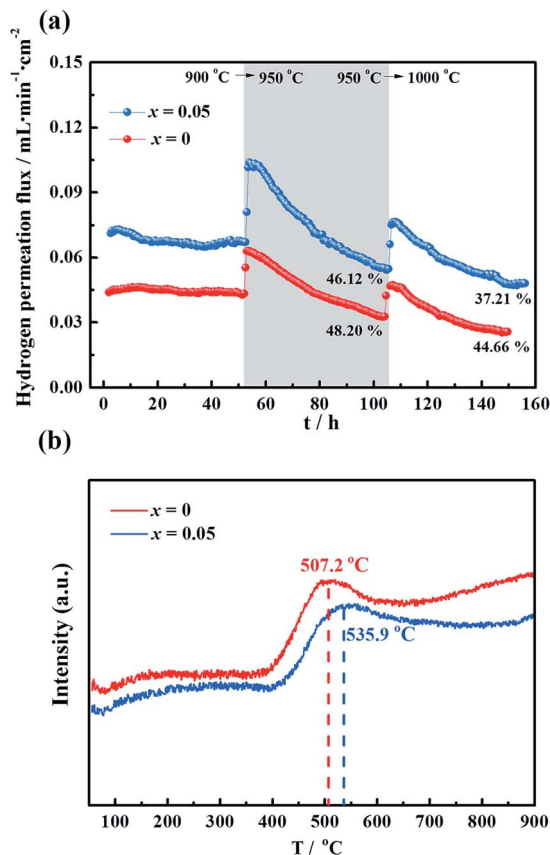 (a)
900 °C → 950 °C
950 °C → 1000 °C
x = 0.05
x = 0
46.12 %
48.20 %
37.21 %
44.66 %
Hydrogen permeation flux / mL·min⁻¹·cm⁻²
0.15
0.12
0.09
0.06
0.03
0.00
0 20 40 60 80 100 120 140 160
t / h
(b)
x = 0
x = 0.05
507.2 °C
535.9 °C
Intensity (a.u.)
100 200 300 400 500 600 700 800 900
T / °C